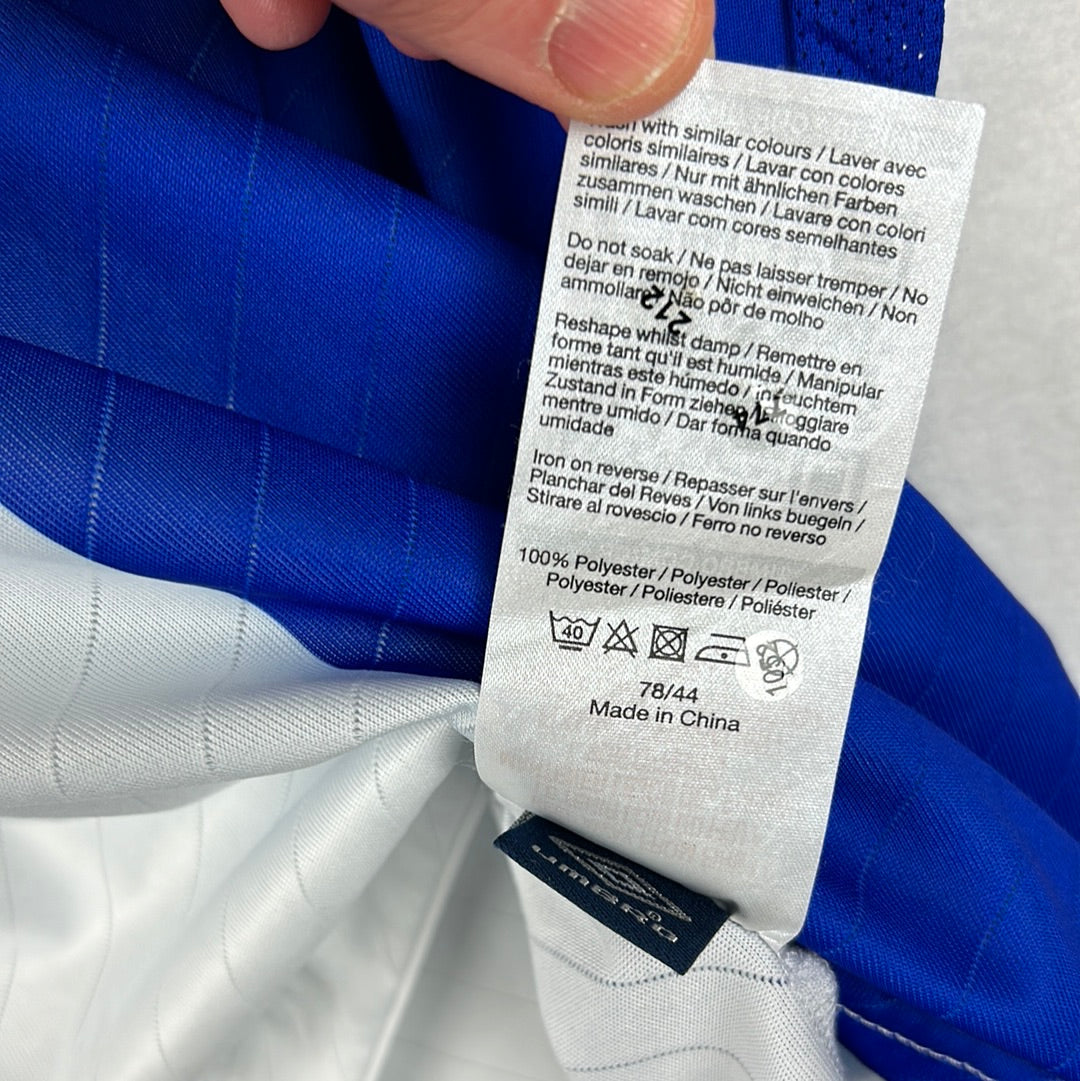 with similar colours / Laver avec
coloris similaires / Lavar con colores
similares / Nur mit ähnlichen Farben
zusammen waschen / Lavare con colori
simili / Lavar com cores semelhantes
Do not soak / Ne pas laisser tremper / No
dejar en remojo / Nicht einweichen / Non
ammollare / Não pôr de molho
212
Reshape whilst damp / Remettre en
forme tant qu'il est humide / Manipular
mientras este húmedo / in feuchtem
Zustand in Form ziehen
mentre umido / Dar forma quando
umidade
Iron on reverse / Repasser sur l'envers /
Planchar del Reves / Von links buegeln /
Stirare al rovescio / Ferro no reverso
100% Polyester / Polyester / Poliester /
Polyester / Poliestere / Poliéster
40
78/44
Made in China
UMBRO